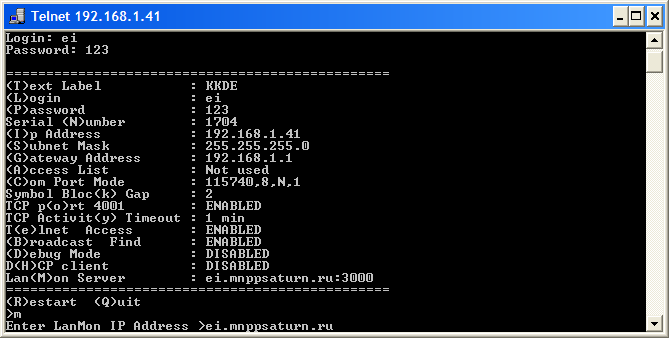 Telnet 192.168.1.41
Login: ei
Password: 123
================================================
(T)ext Label : KKDE
(L)ogin : ei
(P)assword : 123
Serial (N)umber : 1704
(I)p Address : 192.168.1.41
(S)ubnet Mask : 255.255.255.0
(G)ateway Address : 192.168.1.1
(A)ccess List : Not used
(C)om Port Mode : 115740,8,N,1
Symbol Bloc(k) Gap : 2
TCP p(o)rt 4001 : ENABLED
TCP Activit(y) Timeout : 1 min
T(e)lnet  Access : ENABLED
(B)roadcast  Find : ENABLED
(D)ebug Mode : DISABLED
D(H)CP client : DISABLED
Lan(M)on Server : ei.mnppsaturn.ru:3000
================================================
(R)estart  (Q)uit
>m
Enter LanMon IP Address >ei.mnppsaturn.ru